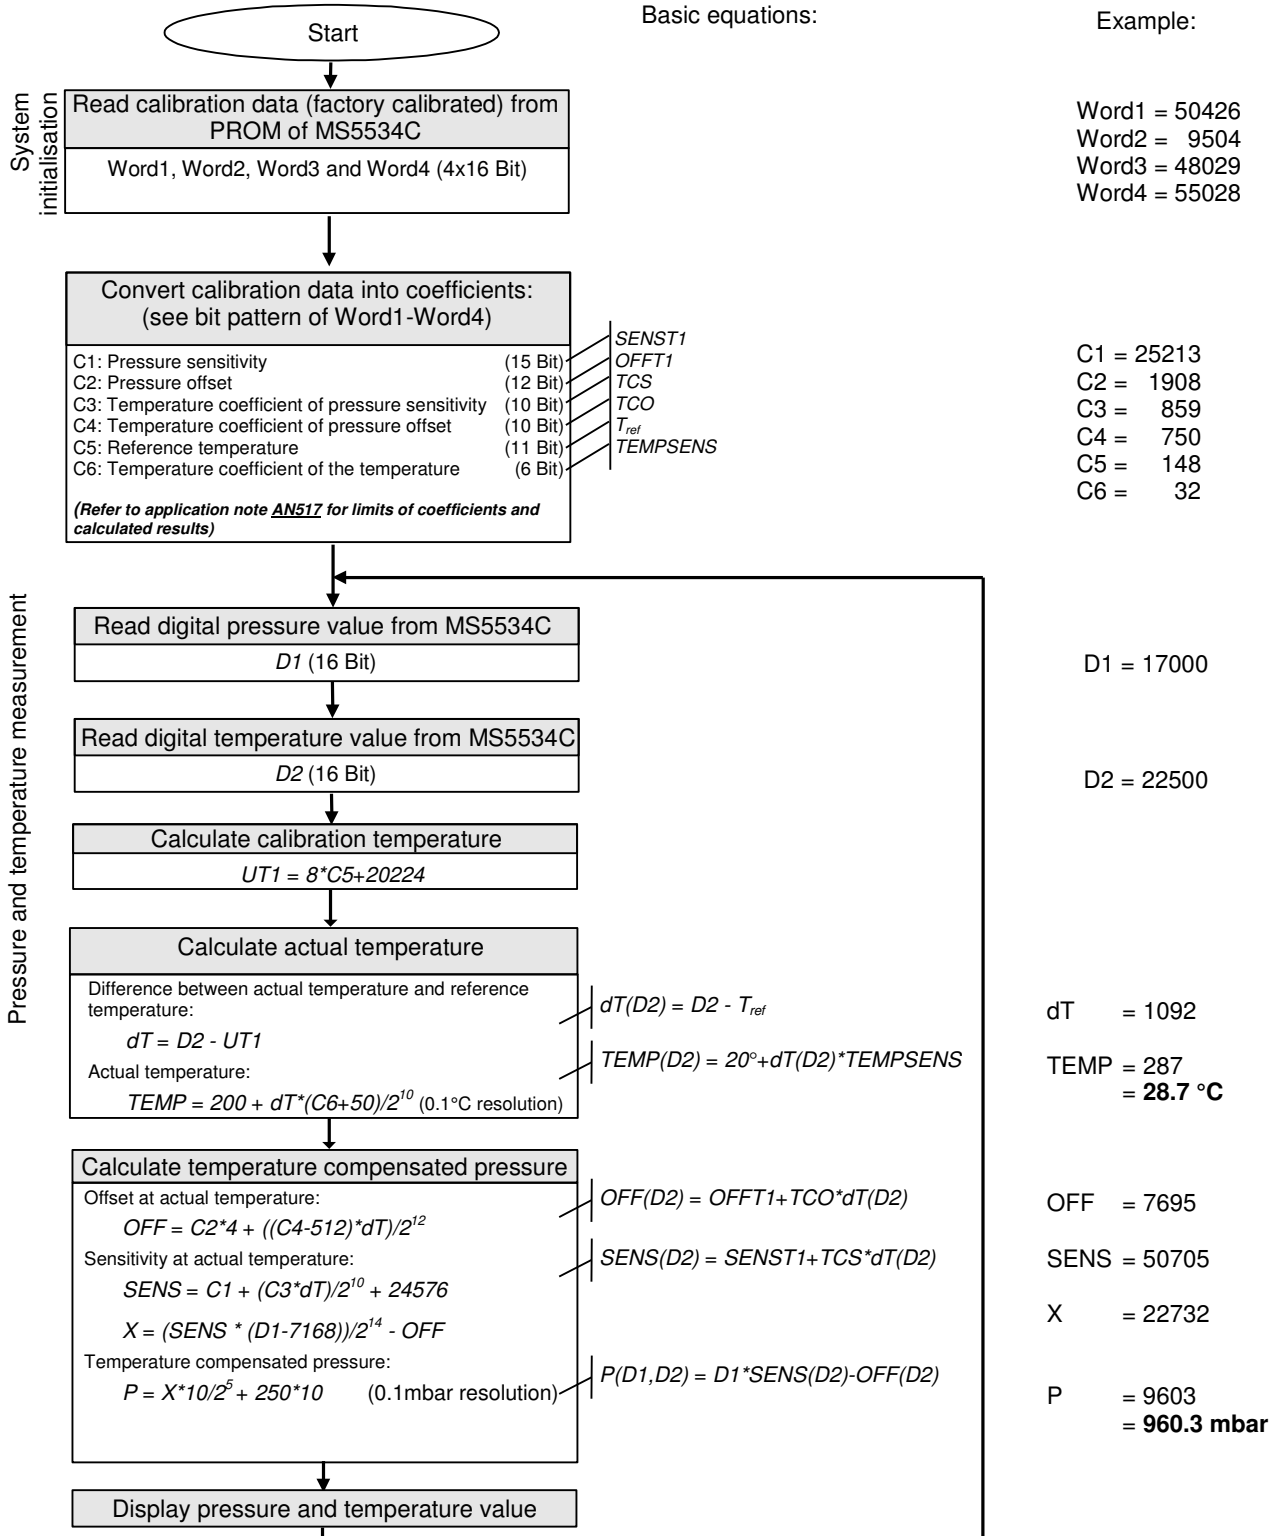 Basic equations:
Example:
Start
System
initialisation
Read calibration data (factory calibrated) from
PROM of MS5534C
Word1, Word2, Word3 and Word4 (4x16 Bit)
Word1 = 50426
Word2 = 9504
Word3 = 48029
Word4 = 55028
Convert calibration data into coefficients:
(see bit pattern of Word1-Word4)
C1: Pressure sensitivity (15 Bit)
C2: Pressure offset (12 Bit)
C3: Temperature coefficient of pressure sensitivity (10 Bit)
C4: Temperature coefficient of pressure offset (10 Bit)
C5: Reference temperature (11 Bit)
C6: Temperature coefficient of the temperature (6 Bit)
(Refer to application note AN517 for limits of coefficients and
calculated results)
SENST1
OFFT1
TCS
TCO
T_ref
TEMPSENS
C1 = 25213
C2 = 1908
C3 = 859
C4 = 750
C5 = 148
C6 = 32
Pressure and temperature measurement
Read digital pressure value from MS5534C
D1 (16 Bit)
D1 = 17000
Read digital temperature value from MS5534C
D2 (16 Bit)
D2 = 22500
Calculate calibration temperature
UT1 = 8*C5+20224
Calculate actual temperature
Difference between actual temperature and reference
temperature:
dT = D2 - UT1
Actual temperature:
TEMP = 200 + dT*(C6+50)/2^10 (0.1°C resolution)
dT(D2) = D2 - T_ref
TEMP(D2) = 20°+dT(D2)*TEMPSENS
dT = 1092
TEMP = 287
= 28.7 °C
Calculate temperature compensated pressure
Offset at actual temperature:
OFF = C2*4 + ((C4-512)*dT)/2^12
Sensitivity at actual temperature:
SENS = C1 + (C3*dT)/2^10 + 24576
X = (SENS * (D1-7168))/2^14 - OFF
Temperature compensated pressure:
P = X*10/2^5 + 250*10 (0.1mbar resolution)
OFF(D2) = OFFT1+TCO*dT(D2)
SENS(D2) = SENST1+TCS*dT(D2)
P(D1,D2) = D1*SENS(D2)-OFF(D2)
OFF = 7695
SENS = 50705
X = 22732
P = 9603
= 960.3 mbar
Display pressure and temperature value